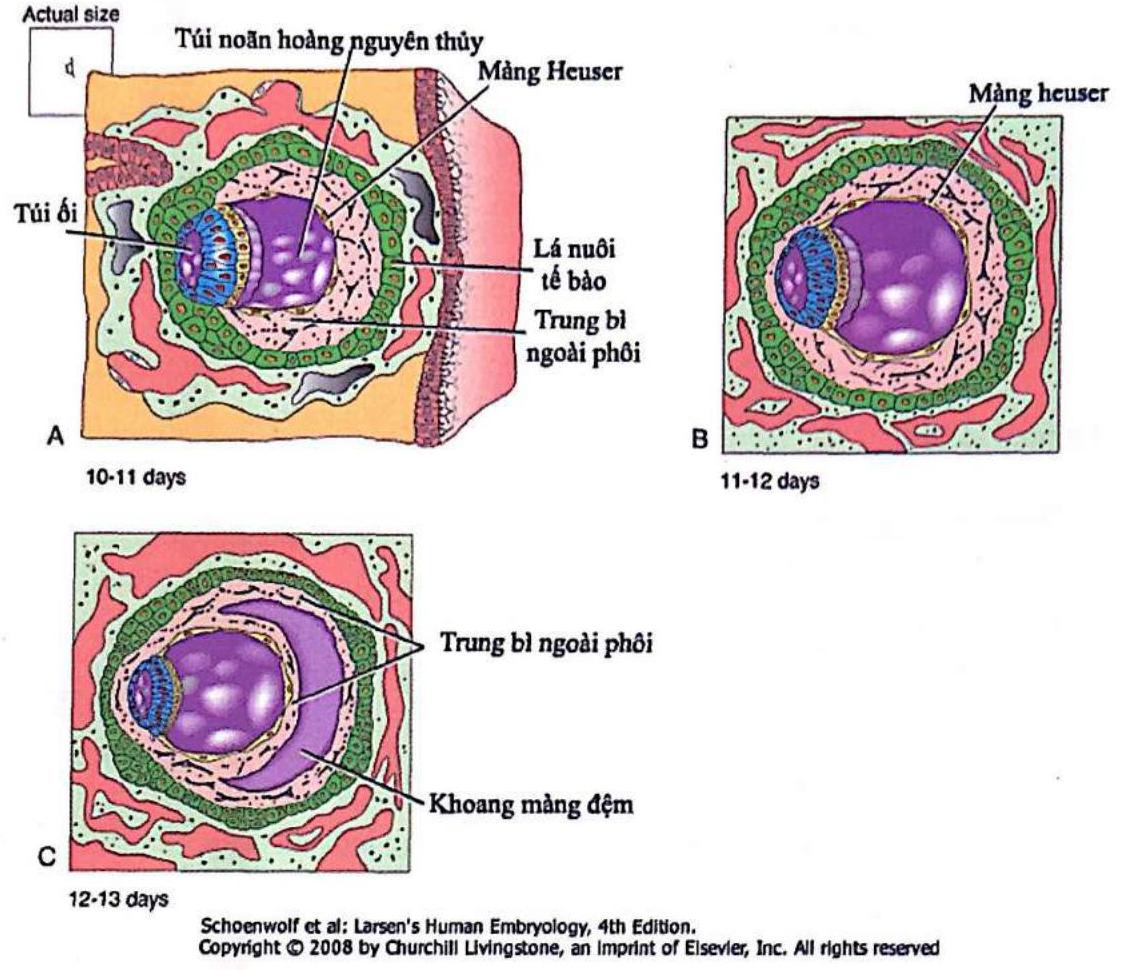 Actual size
Túi noãn hoàng nguyên thủy
Màng Heuser
Màng heuser
Túi ối
Lá nuôi
tế bào
Trung bì
ngoài phôi
A
B
10-11 days
11-12 days
Trung bì ngoài phôi
Khoang màng đệm
C
12-13 days
Schoenwolf et al: Larsen's Human Embryology, 4th Edition.
Copyright © 2008 by Churchill Livingstone, an imprint of Elsevier, Inc. All rights reserved